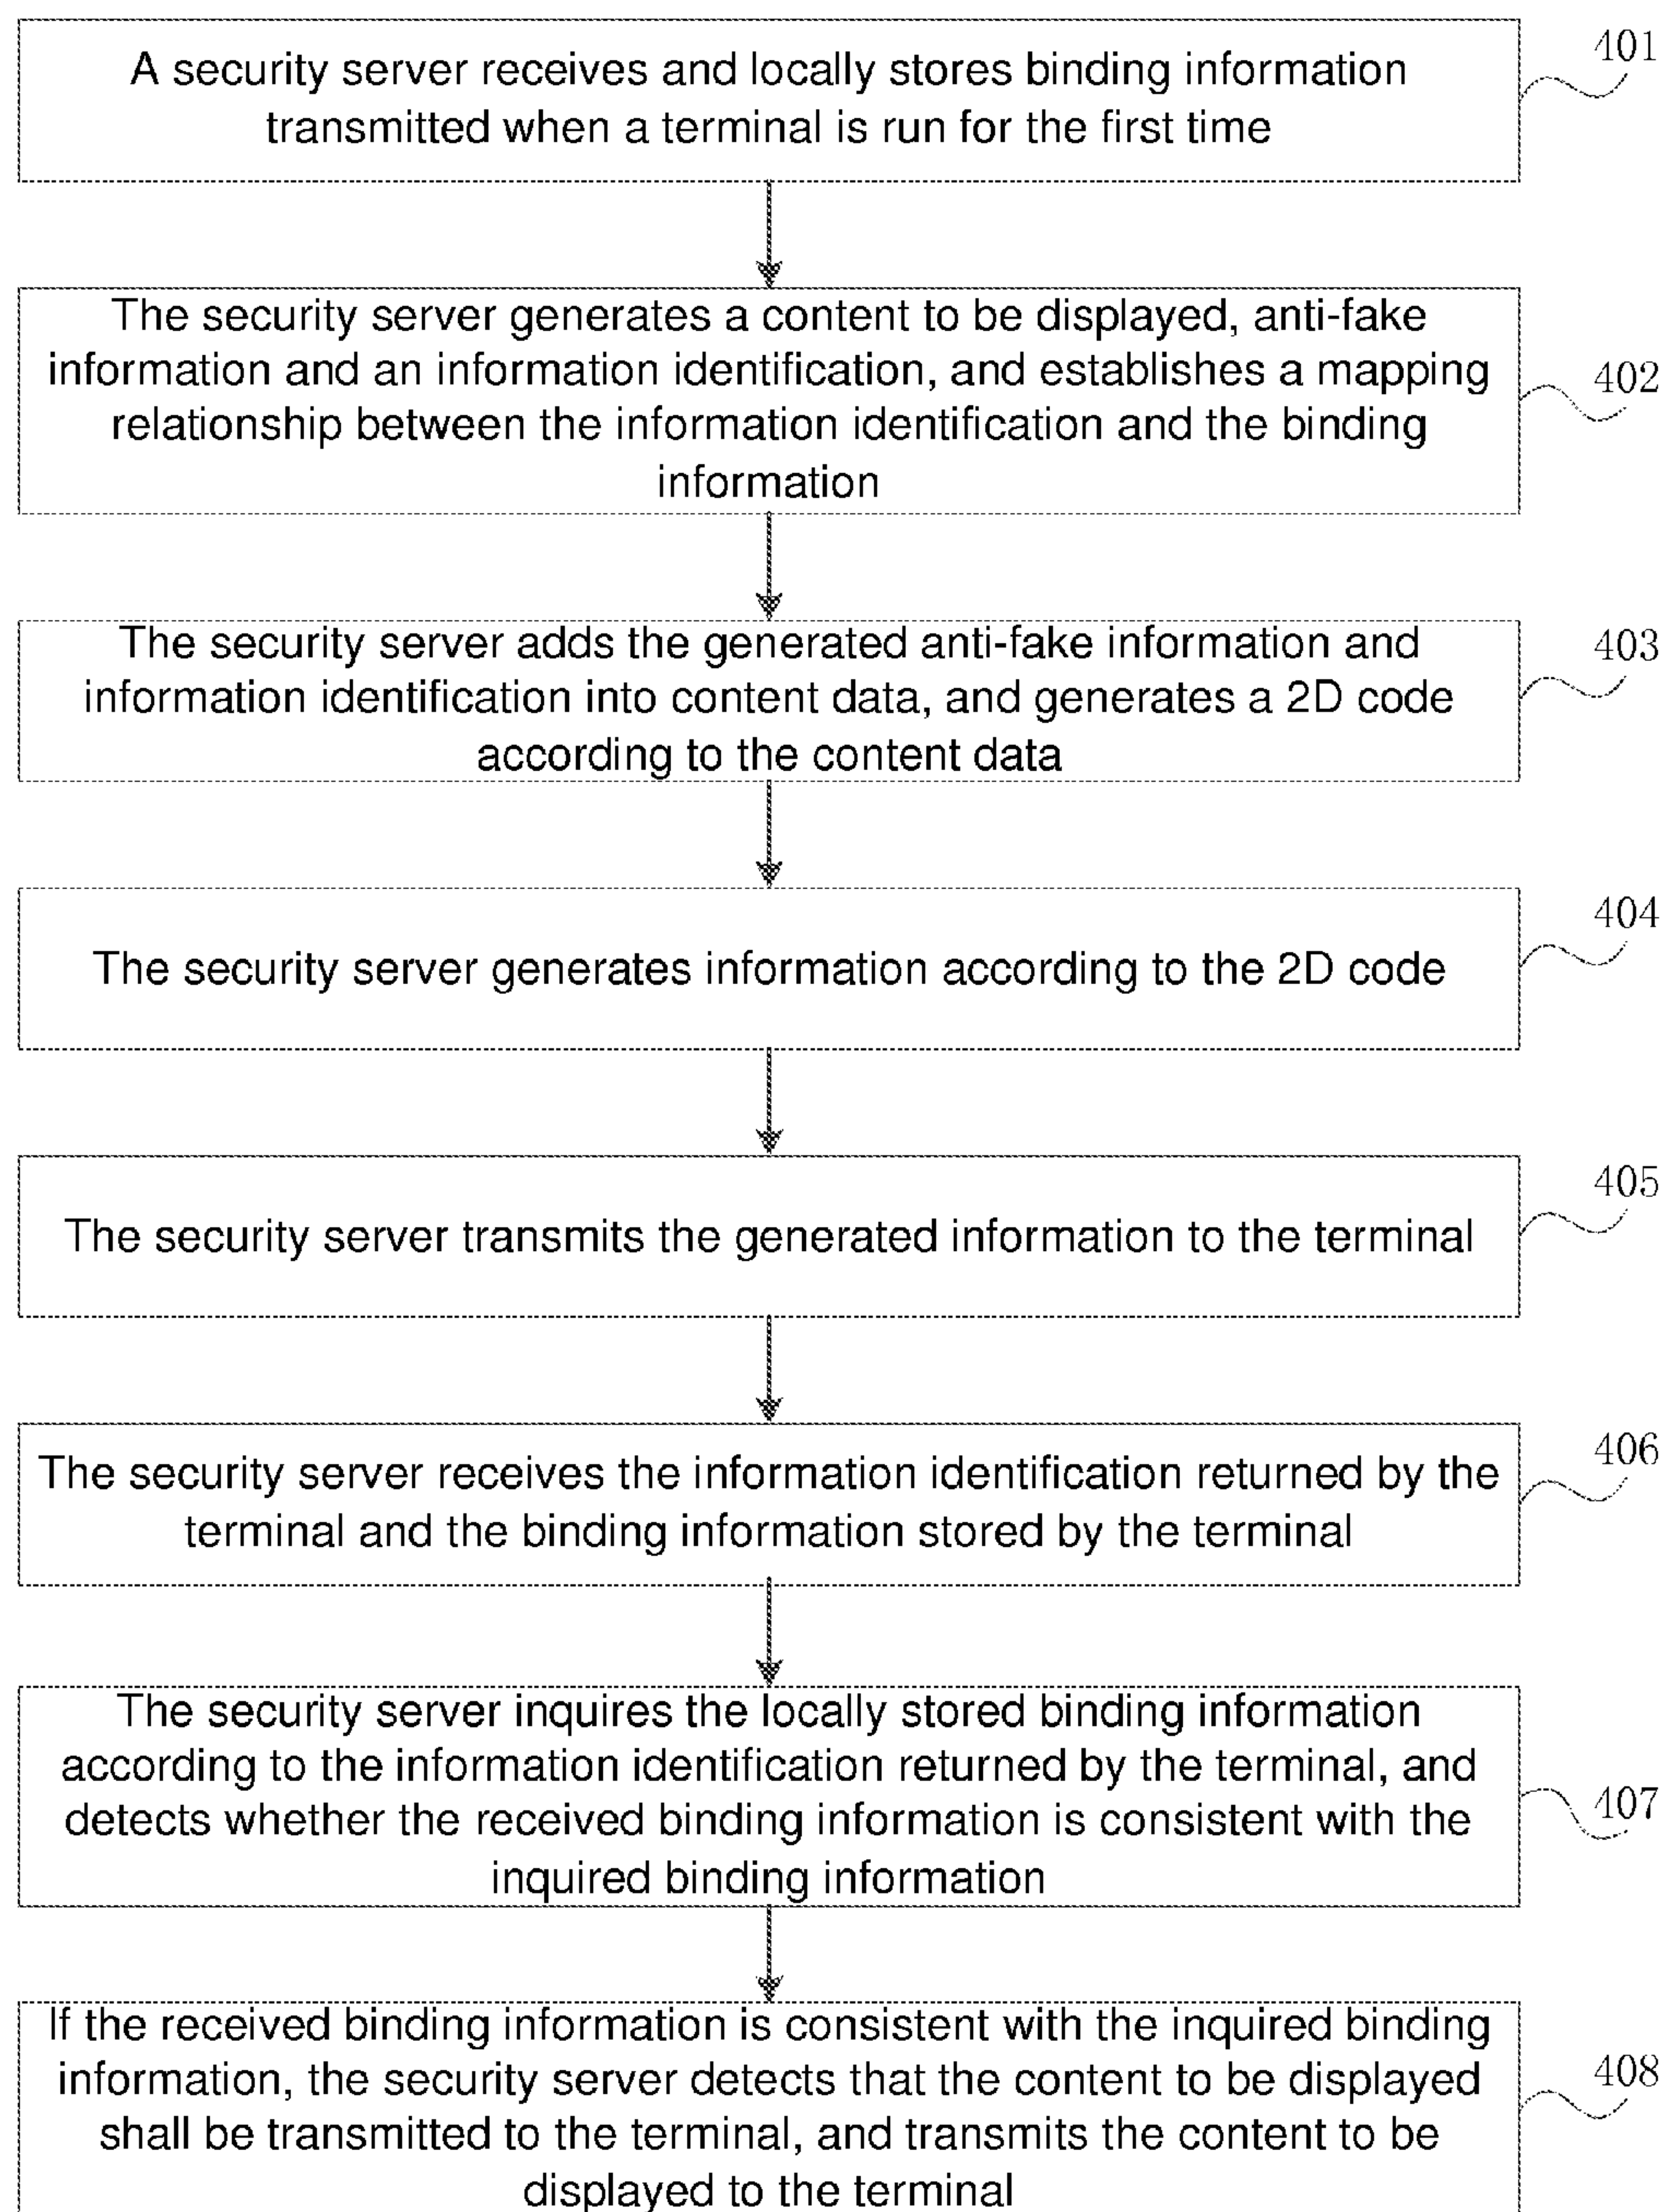 A security server receives and locally stores binding information
transmitted when a terminal is run for the first time
401
The security server generates a content to be displayed, anti-fake
information and an information identification, and establishes a mapping
relationship between the information identification and the binding
information
402
The security server adds the generated anti-fake information and
information identification into content data, and generates a 2D code
according to the content data
403
The security server generates information according to the 2D code
404
The security server transmits the generated information to the terminal
405
The security server receives the information identification returned by the
terminal and the binding information stored by the terminal
406
The security server inquires the locally stored binding information
according to the information identification returned by the terminal, and
detects whether the received binding information is consistent with the
inquired binding information
407
If the received binding information is consistent with the inquired binding
information, the security server detects that the content to be displayed
shall be transmitted to the terminal, and transmits the content to be
displayed to the terminal
408